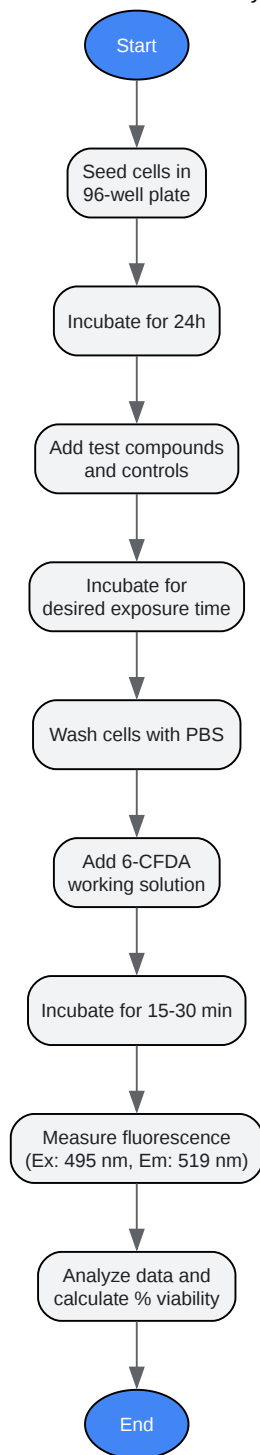 Start
Seed cells in
96-well plate
Incubate for 24h
Add test compounds
and controls
Incubate for
desired exposure time
Wash cells with PBS
Add 6-CFDA
working solution
Incubate for 15-30 min
Measure fluorescence
(Ex: 495 nm, Em: 519 nm)
Analyze data and
calculate % viability
End